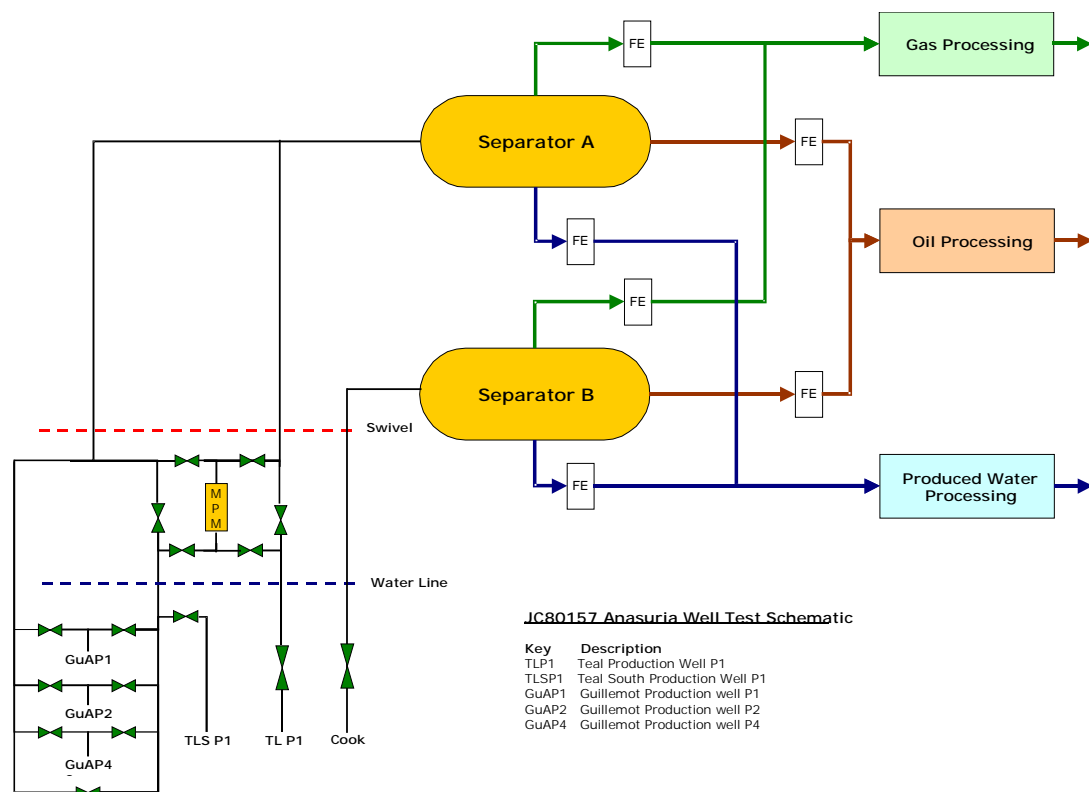 FE
Gas Processing
Separator A
FE
FE
Oil Processing
FE
Separator B
FE
Swivel
FE
Produced Water
Processing
M
P
M
Water Line
JC80157 Anasuria Well Test Schematic
Key Description
TLP1 Teal Production Well P1
TLSP1 Teal South Production Well P1
GuAP1 Guillemot Production well P1
GuAP2 Guillemot Production well P2
GuAP4 Guillemot Production well P4
GuAP1
GuAP2
TLS P1
TL P1
Cook
GuAP4